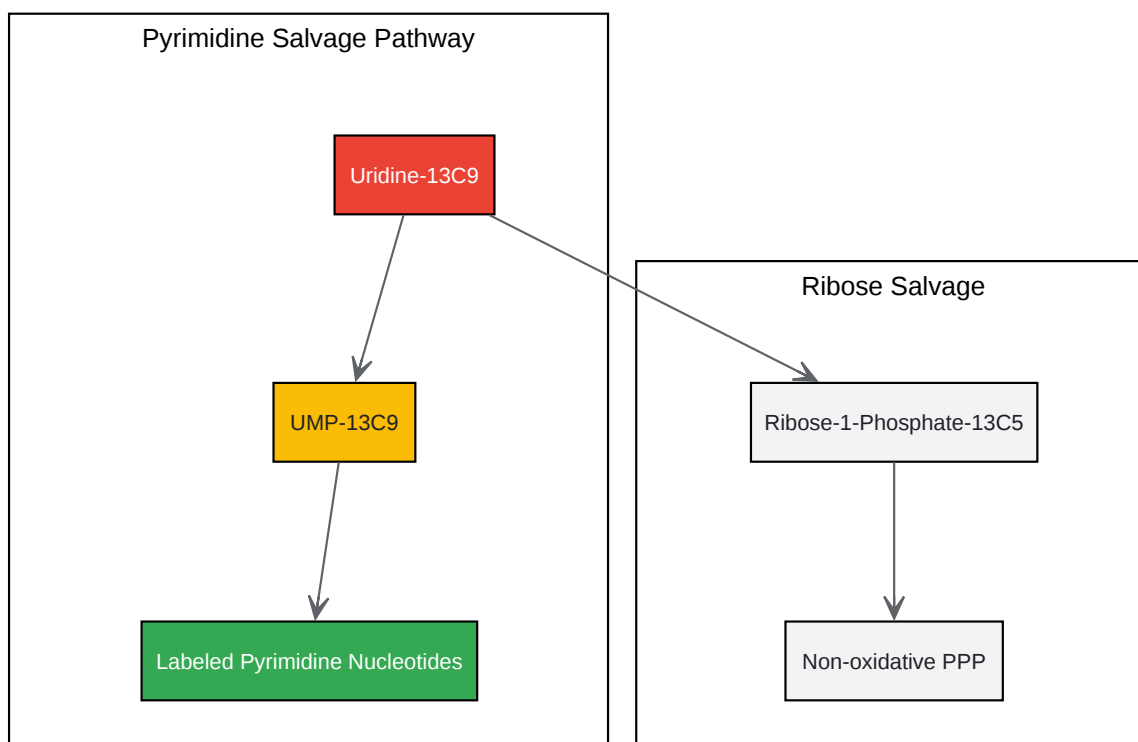 Pyrimidine Salvage Pathway
Uridine-13C9
Ribose Salvage
UMP-13C9
Ribose-1-Phosphate-13C5
Labeled Pyrimidine Nucleotides
Non-oxidative PPP